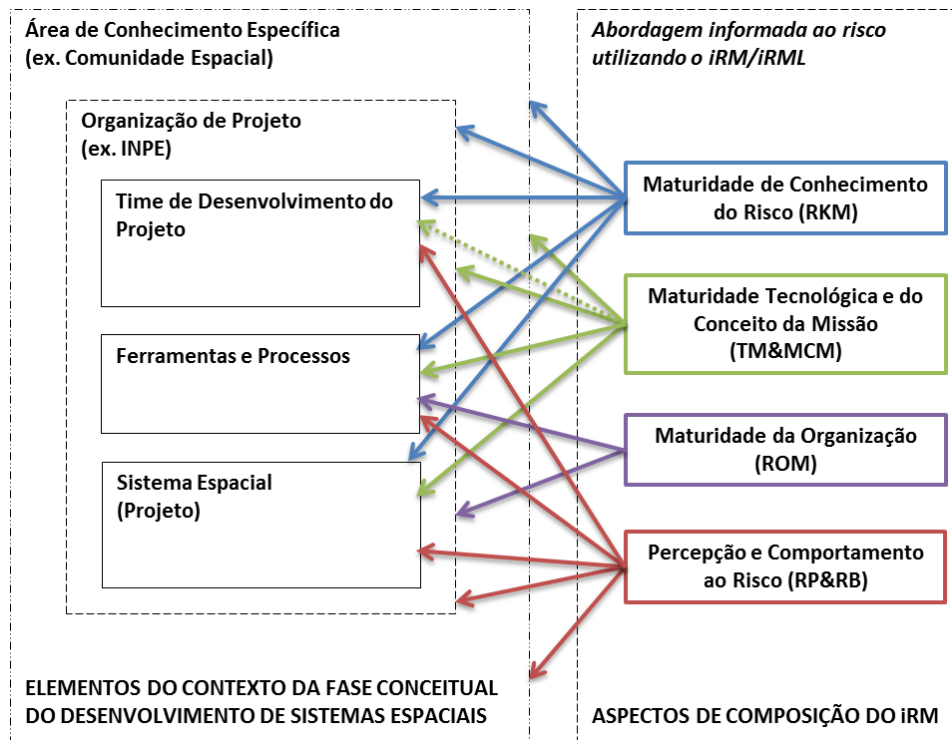 Área de Conhecimento Específica
(ex. Comunidade Espacial)
Organização de Projeto
(ex. INPE)
Time de Desenvolvimento do
Projeto
Ferramentas e Processos
Sistema Espacial
(Projeto)
ELEMENTOS DO CONTEXTO DA FASE CONCEITUAL
DO DESENVOLVIMENTO DE SISTEMAS ESPACIAIS
Abordagem informada ao risco
utilizando o iRM/iRML
Maturidade de Conhecimento
do Risco (RKM)
Maturidade Tecnológica e do
Conceito da Missão
(TM&MCM)
Maturidade da Organização
(ROM)
Percepção e Comportamento
ao Risco (RP&RB)
ASPECTOS DE COMPOSIÇÃO DO iRM